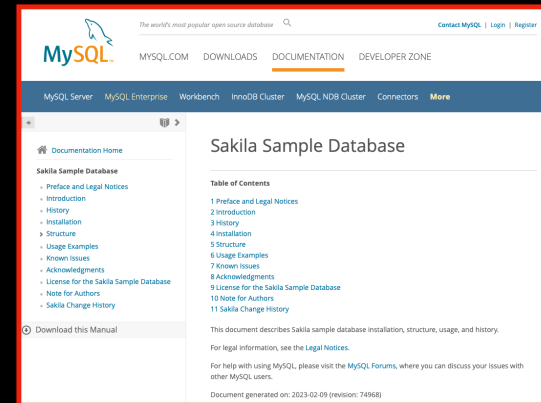 The world's most popular open source database
Contact MySQL | Login | Register
MySQL
MYSQL.COM DOWNLOADS DOCUMENTATION DEVELOPER ZONE
MySQL Server MySQL Enterprise Workbench InnoDB Cluster MySQL NDB Cluster Connectors More
Documentation Home
Sakila Sample Database
Preface and Legal Notices
Introduction
History
Installation
Structure
Usage Examples
Known Issues
Acknowledgments
License for the Sakila Sample Database
Note for Authors
Sakila Change History
Download this Manual
Sakila Sample Database
Table of Contents
1 Preface and Legal Notices
2 Introduction
3 History
4 Installation
5 Structure
6 Usage Examples
7 Known Issues
8 Acknowledgments
9 License for the Sakila Sample Database
10 Note for Authors
11 Sakila Change History
This document describes Sakila sample database installation, structure, usage, and history.
For legal information, see the Legal Notices.
For help with using MySQL, please visit the MySQL Forums, where you can discuss your issues with
other MySQL users.
Document generated on: 2023-02-09 (revision: 74968)